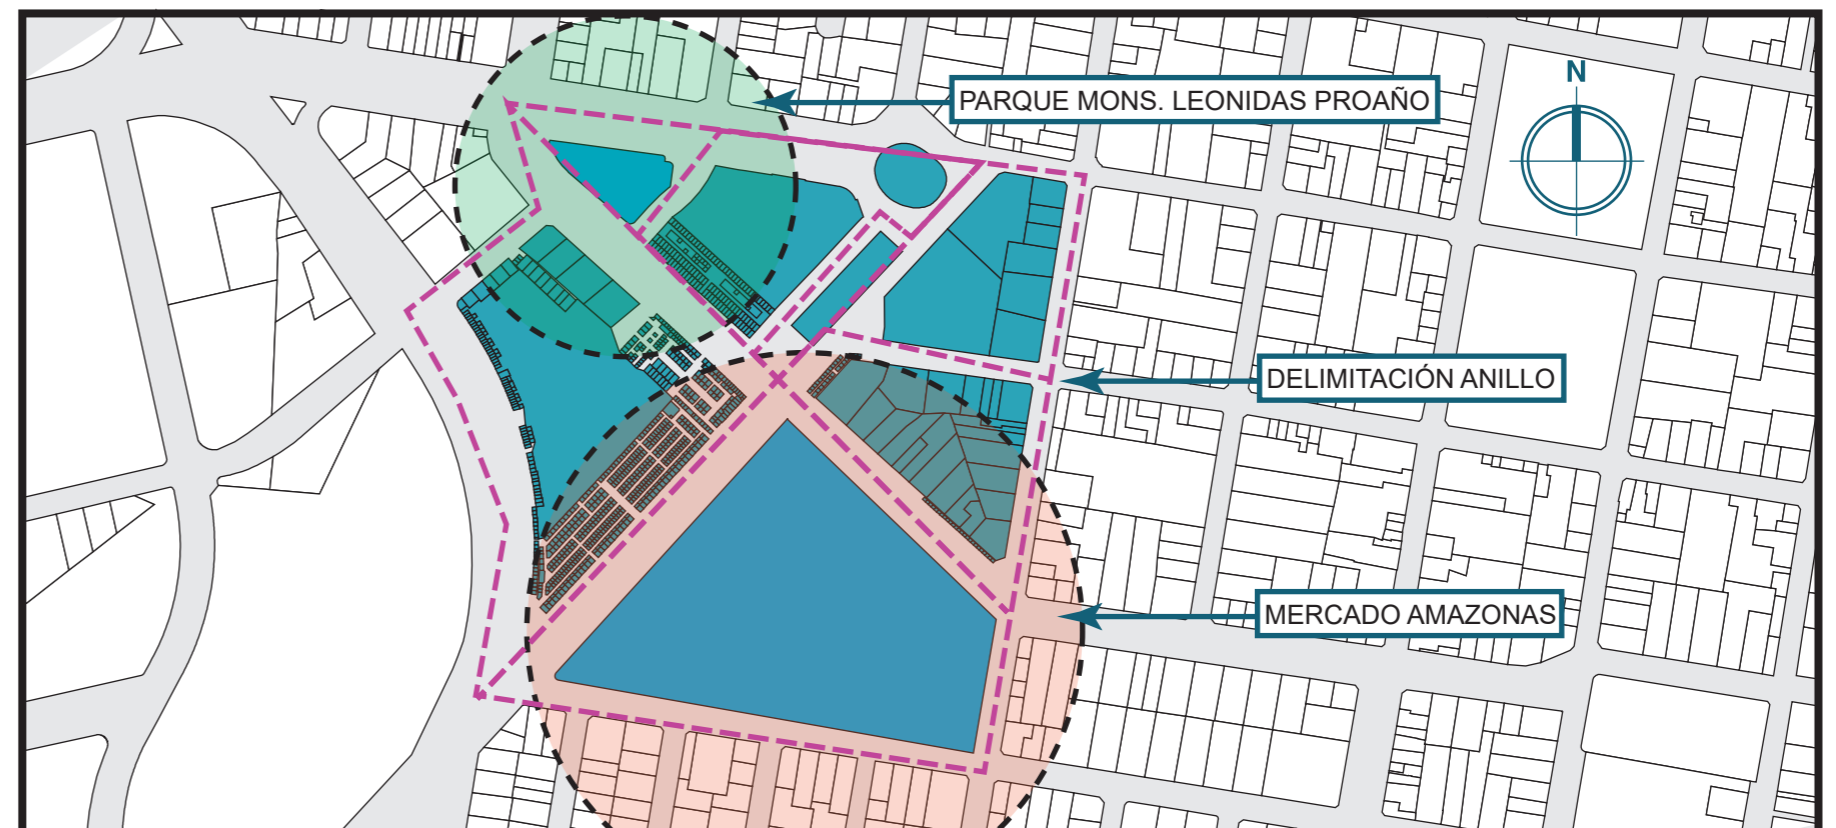 N
PARQUE MONS. LEONIDAS PROAÑO
DELIMITACIÓN ANILLO
MERCADO AMAZONAS